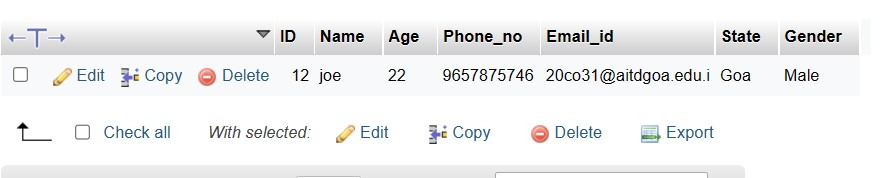 ID Name Age Phone_no Email_id State Gender
Edit Copy Delete 12 joe 22 9657875746 20co31@aitdgoa.edu.i Goa Male
Check all With selected: Edit Copy Delete Export